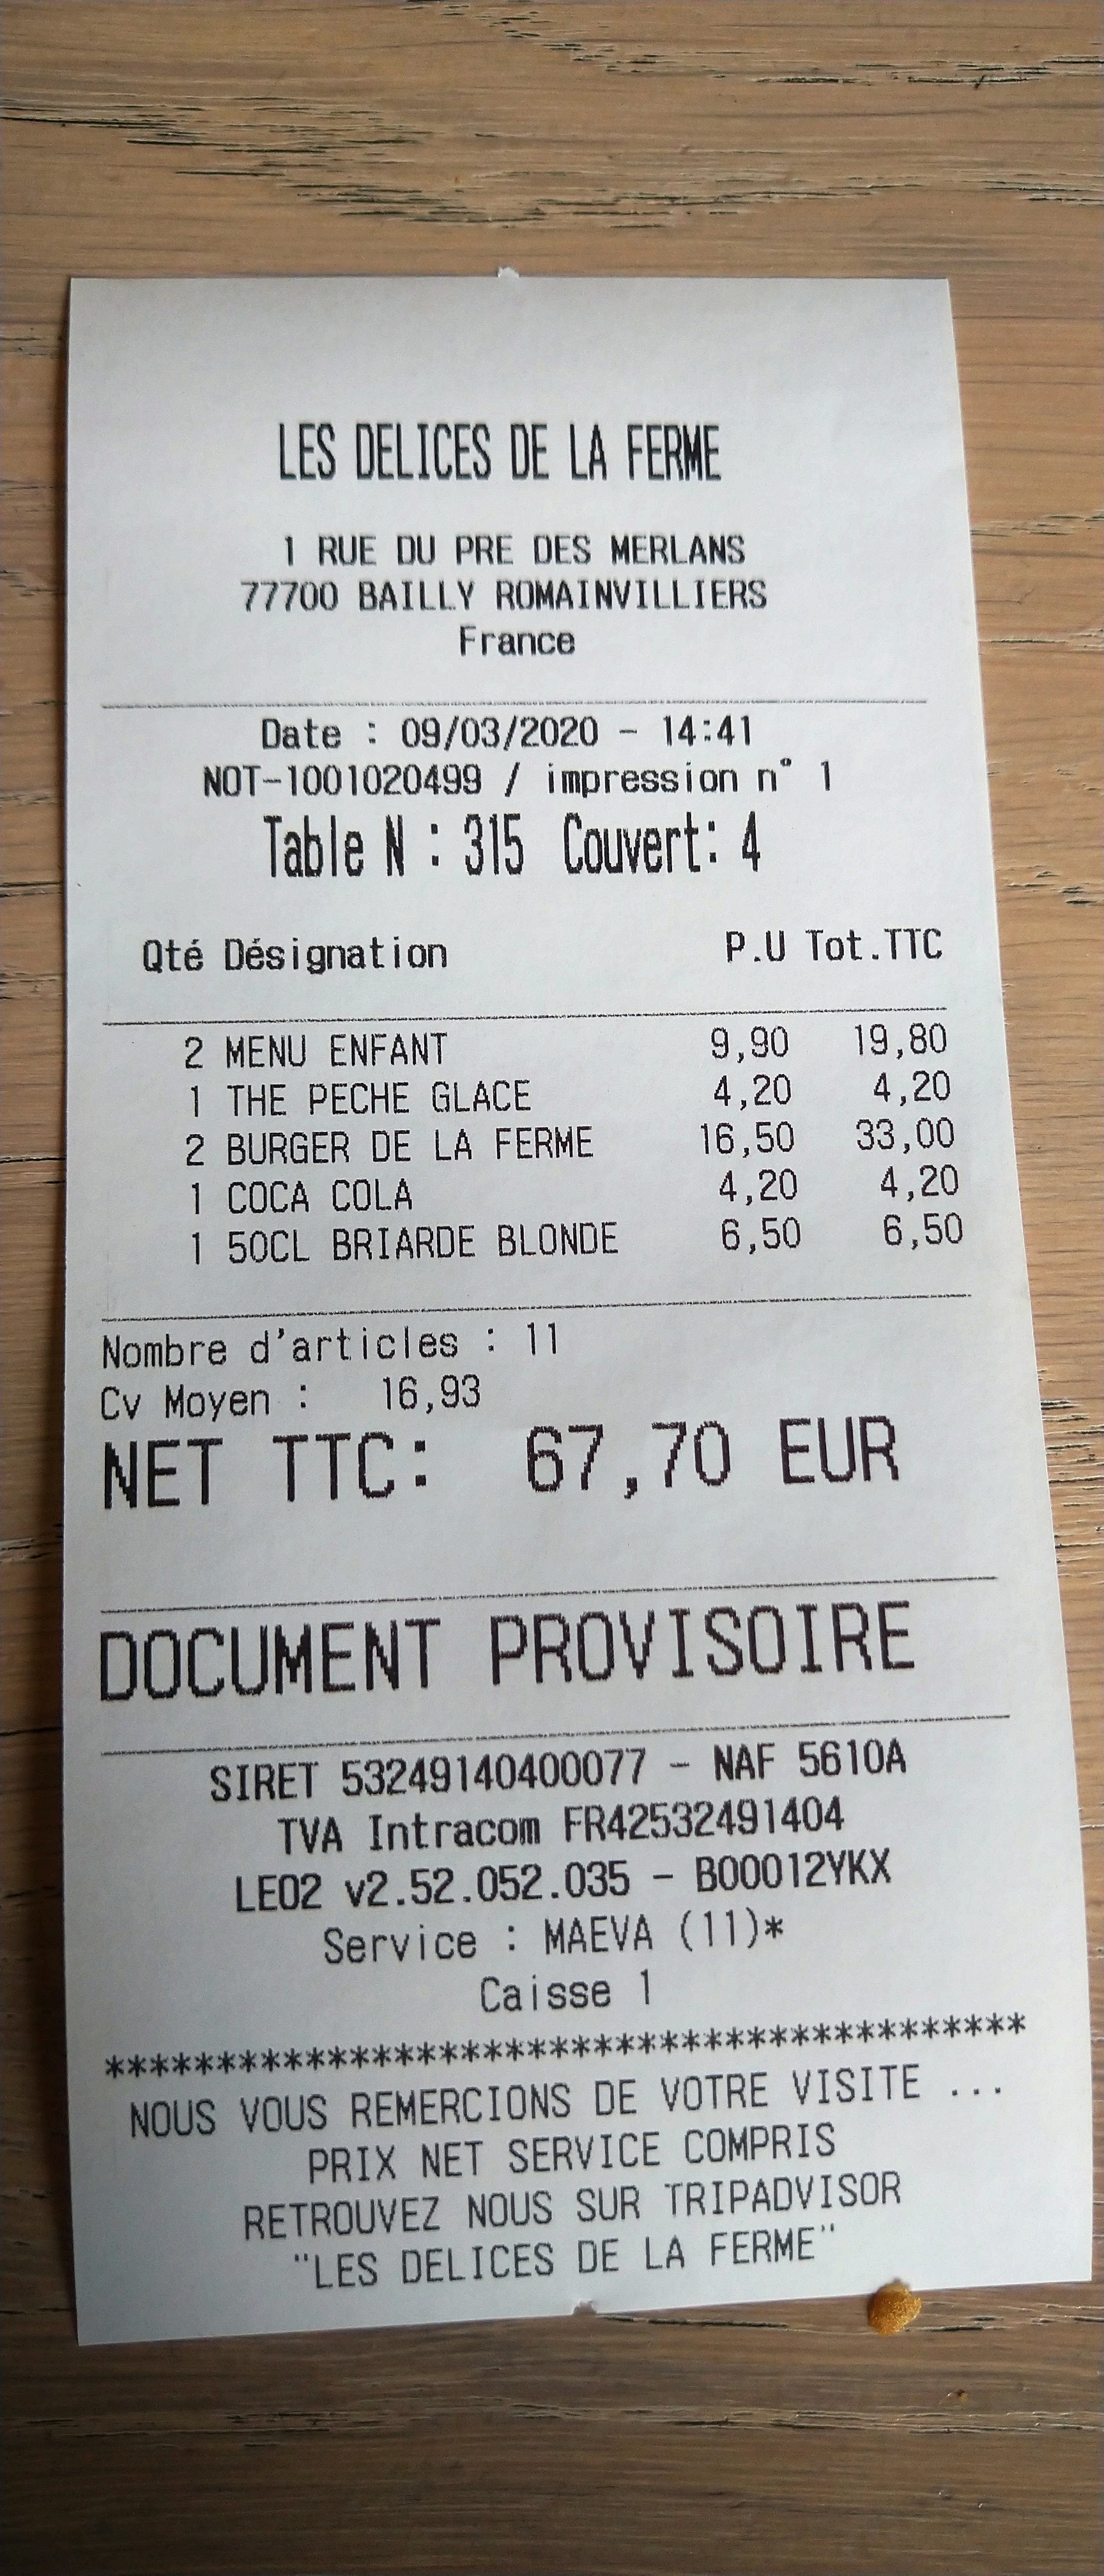 LES DELICES DE LA FERME
1 RUE DU PRE DES MERLANS
77700 BAILLY ROMAINVILLIERS
France
Date : 09/03/2020 - 14:41
NOT-1001020499 / impression n° 1
Table N : 315 Couvert: 4
Qté Désignation P.U Tot.TTC
2 MENU ENFANT 9,90 19,80
1 THE PECHE GLACE 4,20 4,20
2 BURGER DE LA FERME 16,50 33,00
1 COCA COLA 4,20 4,20
1 50CL BRIARDE BLONDE 6,50 6,50
Nombre d'articles : 11
Cv Moyen : 16,93
NET TTC: 67,70 EUR
DOCUMENT PROVISOIRE
SIRET 53249140400077 - NAF 5610A
TVA Intracom FR42532491404
LEO2 v2.52.052.035 - B00012YKX
Service : MAEVA (11)*
Caisse 1
*****************************************
NOUS VOUS REMERCIONS DE VOTRE VISITE ...
PRIX NET SERVICE COMPRIS
RETROUVEZ NOUS SUR TRIPADVISOR
"LES DELICES DE LA FERME"